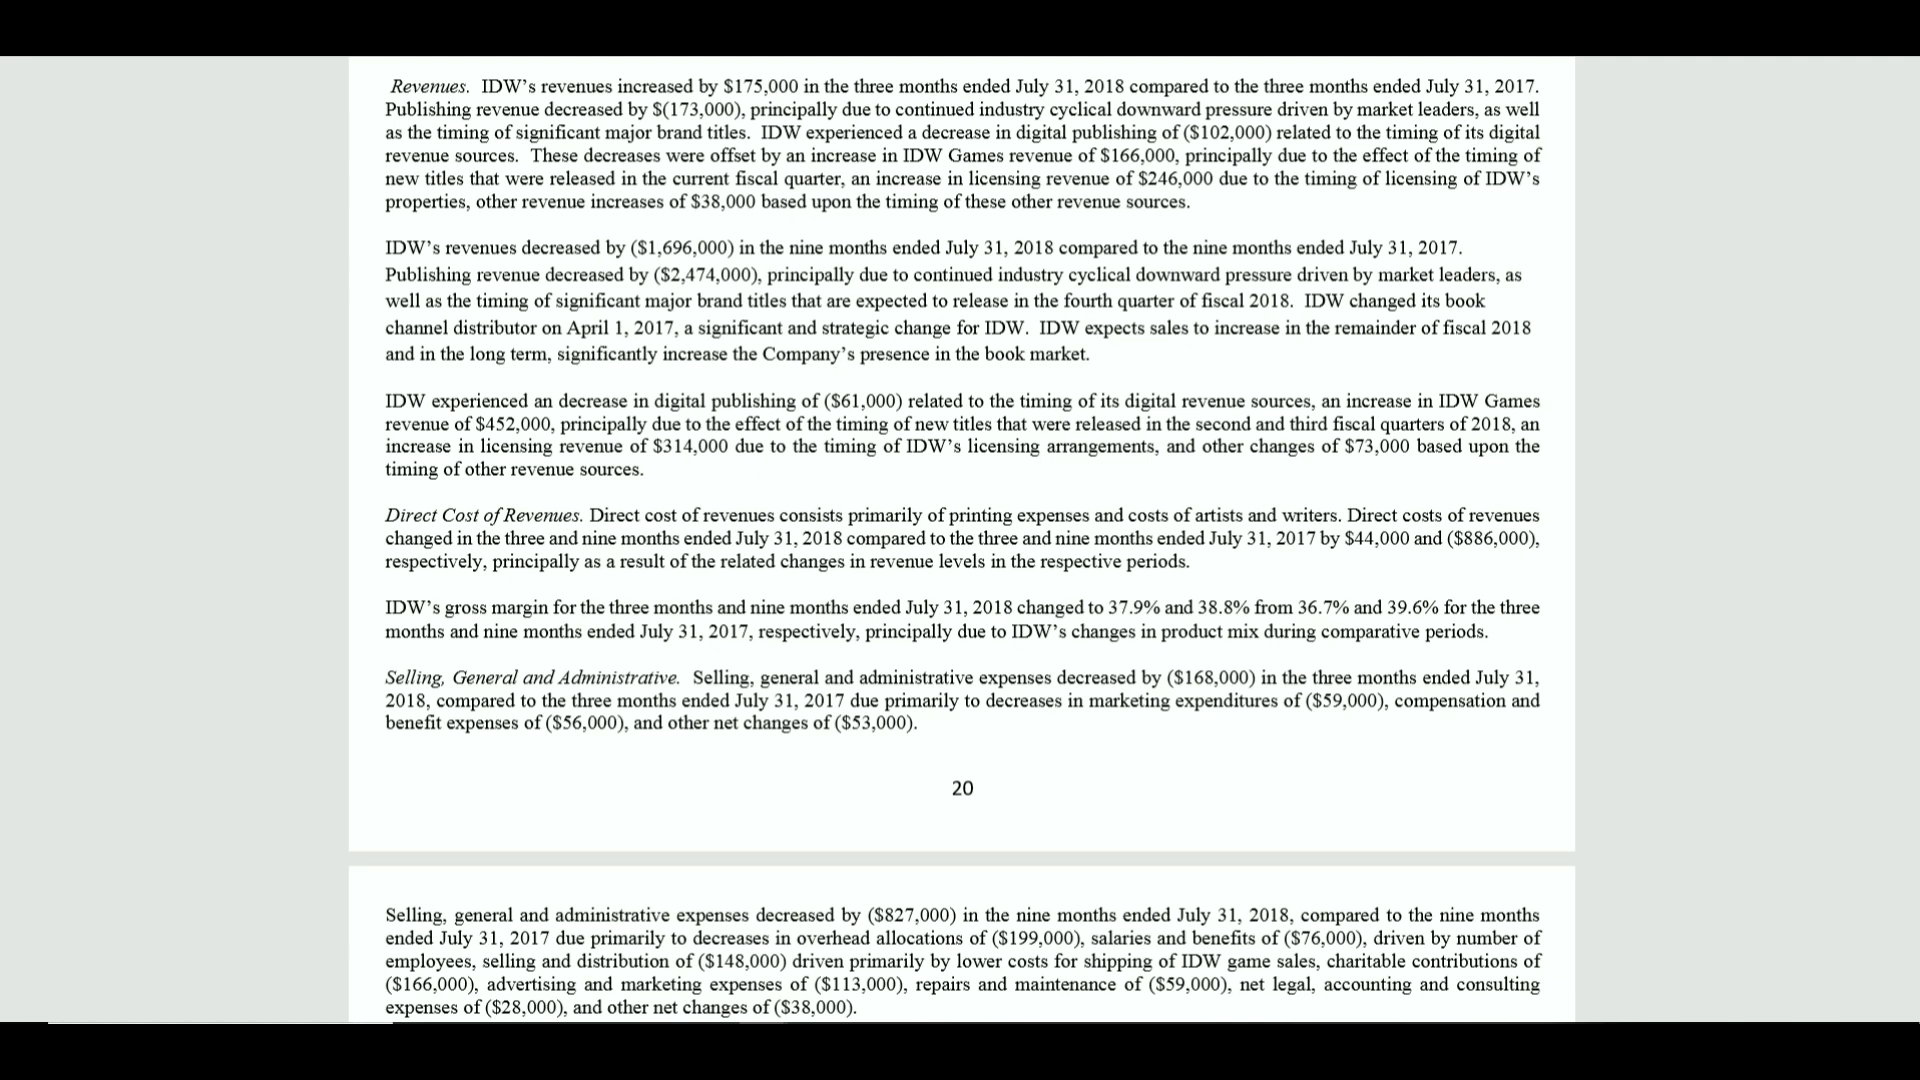 Revenues. IDW's revenues increased by $175,000 in the three months ended July 31, 2018 compared to the three months ended July 31, 2017.
Publishing revenue decreased by $(173,000), principally due to continued industry cyclical downward pressure driven by market leaders, as well
as the timing of significant major brand titles. IDW experienced a decrease in digital publishing of ($102,000) related to the timing of its digital
revenue sources. These decreases were offset by an increase in IDW Games revenue of $166,000, principally due to the effect of the timing of
new titles that were released in the current fiscal quarter, an increase in licensing revenue of $246,000 due to the timing of licensing of IDW's
properties, other revenue increases of $38,000 based upon the timing of these other revenue sources.
IDW's revenues decreased by ($1,696,000) in the nine months ended July 31, 2018 compared to the nine months ended July 31, 2017.
Publishing revenue decreased by ($2,474,000), principally due to continued industry cyclical downward pressure driven by market leaders, as
well as the timing of significant major brand titles that are expected to release in the fourth quarter of fiscal 2018. IDW changed its book
channel distributor on April 1, 2017, a significant and strategic change for IDW. IDW expects sales to increase in the remainder of fiscal 2018
and in the long term, significantly increase the Company's presence in the book market.
IDW experienced an decrease in digital publishing of ($61,000) related to the timing of its digital revenue sources, an increase in IDW Games
revenue of $452,000, principally due to the effect of the timing of new titles that were released in the second and third fiscal quarters of 2018, an
increase in licensing revenue of $314,000 due to the timing of IDW's licensing arrangements, and other changes of $73,000 based upon the
timing of other revenue sources.
Direct Cost of Revenues. Direct cost of revenues consists primarily of printing expenses and costs of artists and writers. Direct costs of revenues
changed in the three and nine months ended July 31, 2018 compared to the three and nine months ended July 31, 2017 by $44,000 and ($886,000),
respectively, principally as a result of the related changes in revenue levels in the respective periods.
IDW's gross margin for the three months and nine months ended July 31, 2018 changed to 37.9% and 38.8% from 36.7% and 39.6% for the three
months and nine months ended July 31, 2017, respectively, principally due to IDW's changes in product mix during comparative periods.
Selling, General and Administrative. Selling, general and administrative expenses decreased by ($168,000) in the three months ended July 31,
2018, compared to the three months ended July 31, 2017 due primarily to decreases in marketing expenditures of ($59,000), compensation and
benefit expenses of ($56,000), and other net changes of ($53,000).
20
Selling, general and administrative expenses decreased by ($827,000) in the nine months ended July 31, 2018, compared to the nine months
ended July 31, 2017 due primarily to decreases in overhead allocations of ($199,000), salaries and benefits of ($76,000), driven by number of
employees, selling and distribution of ($148,000) driven primarily by lower costs for shipping of IDW game sales, charitable contributions of
($166,000), advertising and marketing expenses of ($113,000), repairs and maintenance of ($59,000), net legal, accounting and consulting
expenses of ($28,000), and other net changes of ($38,000).